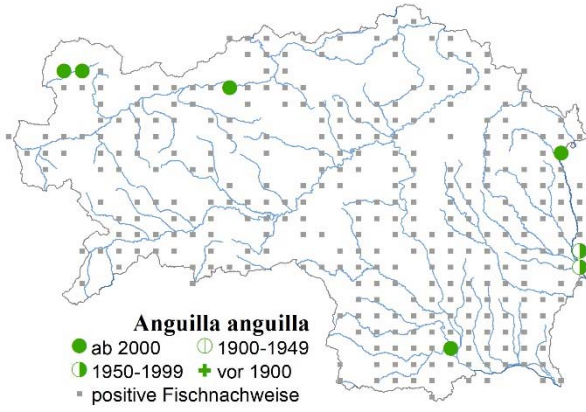 Anguilla anguilla
ab 2000 1900-1949
1950-1999 vor 1900
positive Fischnachweise